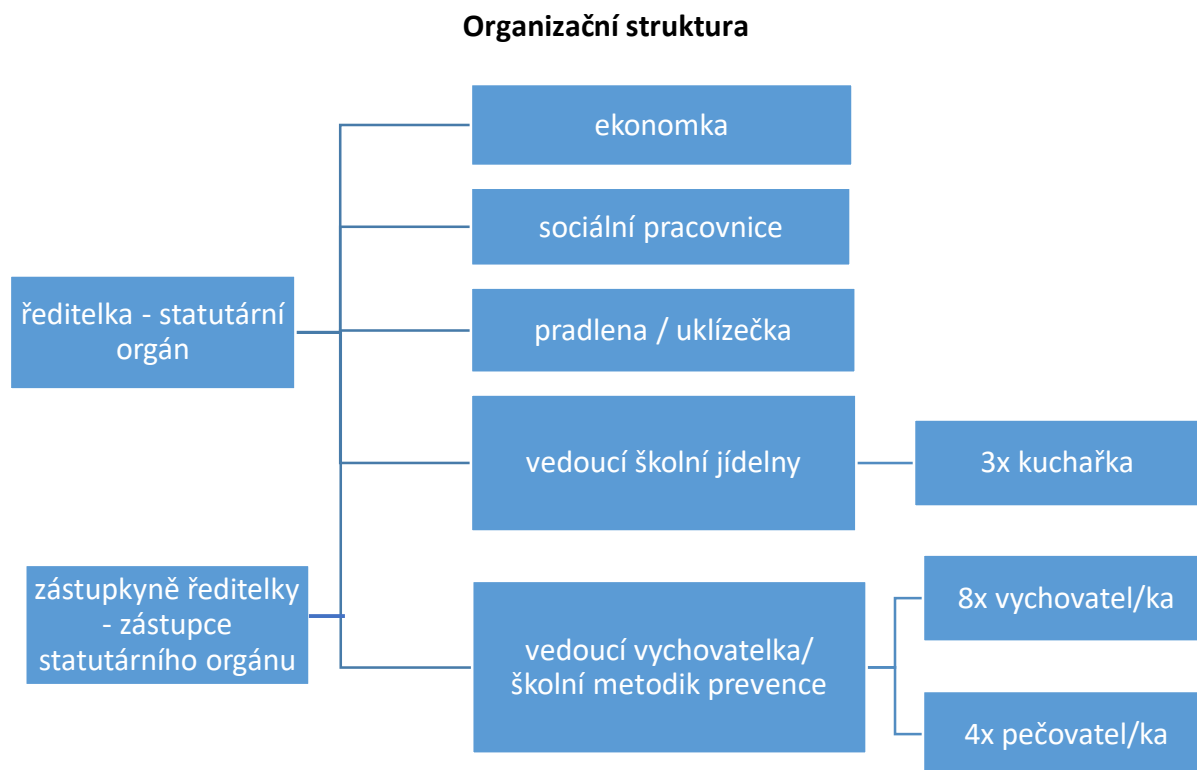 Organizační struktura
ekonomka
sociální pracovnice
ředitelka - statutární
orgán
pradlena / uklízečka
vedoucí školní jídelny
3x kuchařka
zástupkyně ředitelky
- zástupce
statutárního orgánu
vedoucí vychovatelka/
školní metodik prevence
8x vychovatel/ka
4x pečovatel/ka